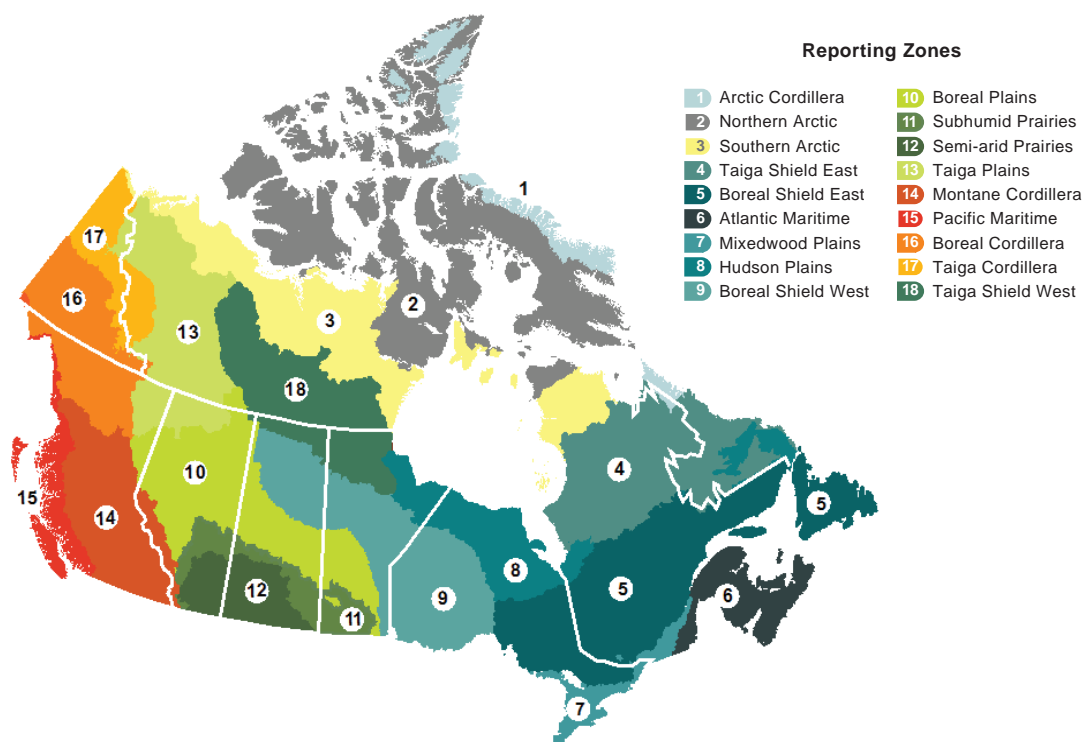 Reporting Zones
1 Arctic Cordillera
2 Northern Arctic
3 Southern Arctic
4 Taiga Shield East
5 Boreal Shield East
6 Atlantic Maritime
7 Mixedwood Plains
8 Hudson Plains
9 Boreal Shield West
10 Boreal Plains
11 Subhumid Prairies
12 Semi-arid Prairies
13 Taiga Plains
14 Montane Cordillera
15 Pacific Maritime
16 Boreal Cordillera
17 Taiga Cordillera
18 Taiga Shield West
1
17
16
2
3
13
18
4
10
15
5
14
8
12
5
6
9
11
7